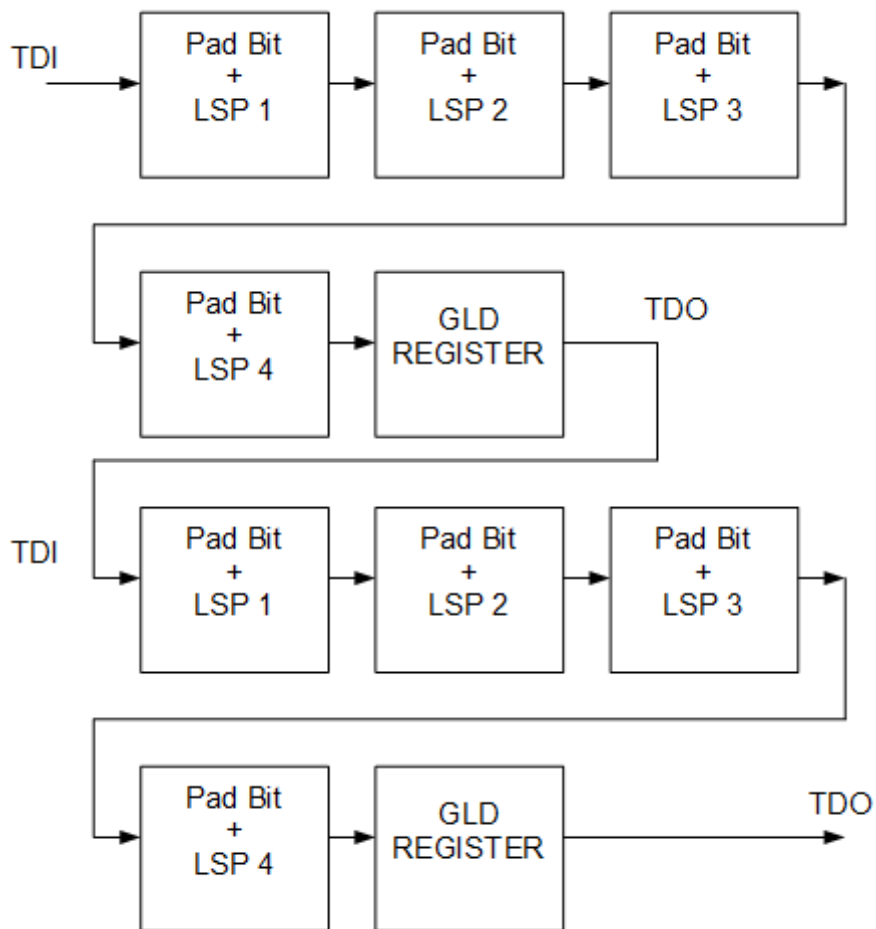 TDI
Pad Bit
+
LSP 1
Pad Bit
+
LSP 2
Pad Bit
+
LSP 3
Pad Bit
+
LSP 4
GLD
REGISTER
TDO
TDI
Pad Bit
+
LSP 1
Pad Bit
+
LSP 2
Pad Bit
+
LSP 3
Pad Bit
+
LSP 4
GLD
REGISTER
TDO